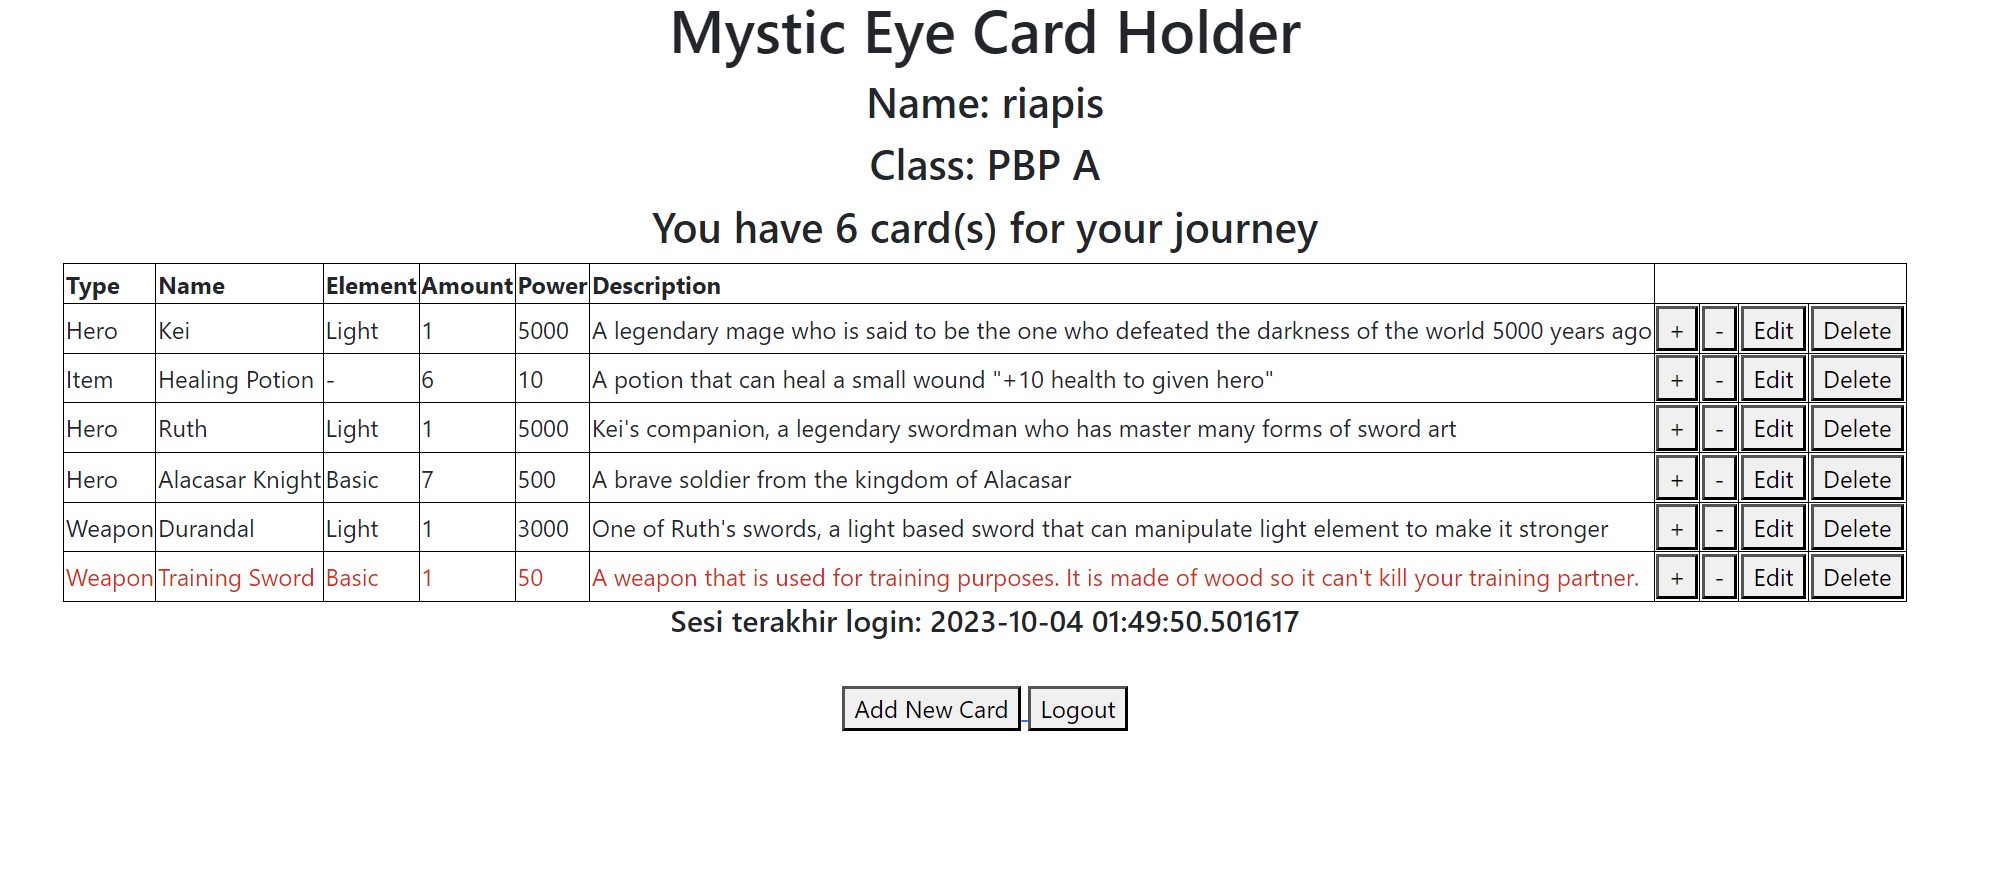 Mystic Eye Card Holder
Name: riapis
Class: PBP A
You have 6 card(s) for your journey
Type Name Element Amount Power Description
Hero Kei Light 1 5000 A legendary mage who is said to be the one who defeated the darkness of the world 5000 years ago + - Edit Delete
Item Healing Potion - 6 10 A potion that can heal a small wound "+10 health to given hero" + - Edit Delete
Hero Ruth Light 1 5000 Kei's companion, a legendary swordman who has master many forms of sword art + - Edit Delete
Hero Alacasar Knight Basic 7 500 A brave soldier from the kingdom of Alacasar + - Edit Delete
Weapon Durandal Light 1 3000 One of Ruth's swords, a light based sword that can manipulate light element to make it stronger + - Edit Delete
Weapon Training Sword Basic 1 50 A weapon that is used for training purposes. It is made of wood so it can't kill your training partner. + - Edit Delete
Sesi terakhir login: 2023-10-04 01:49:50.501617
Add New Card Logout